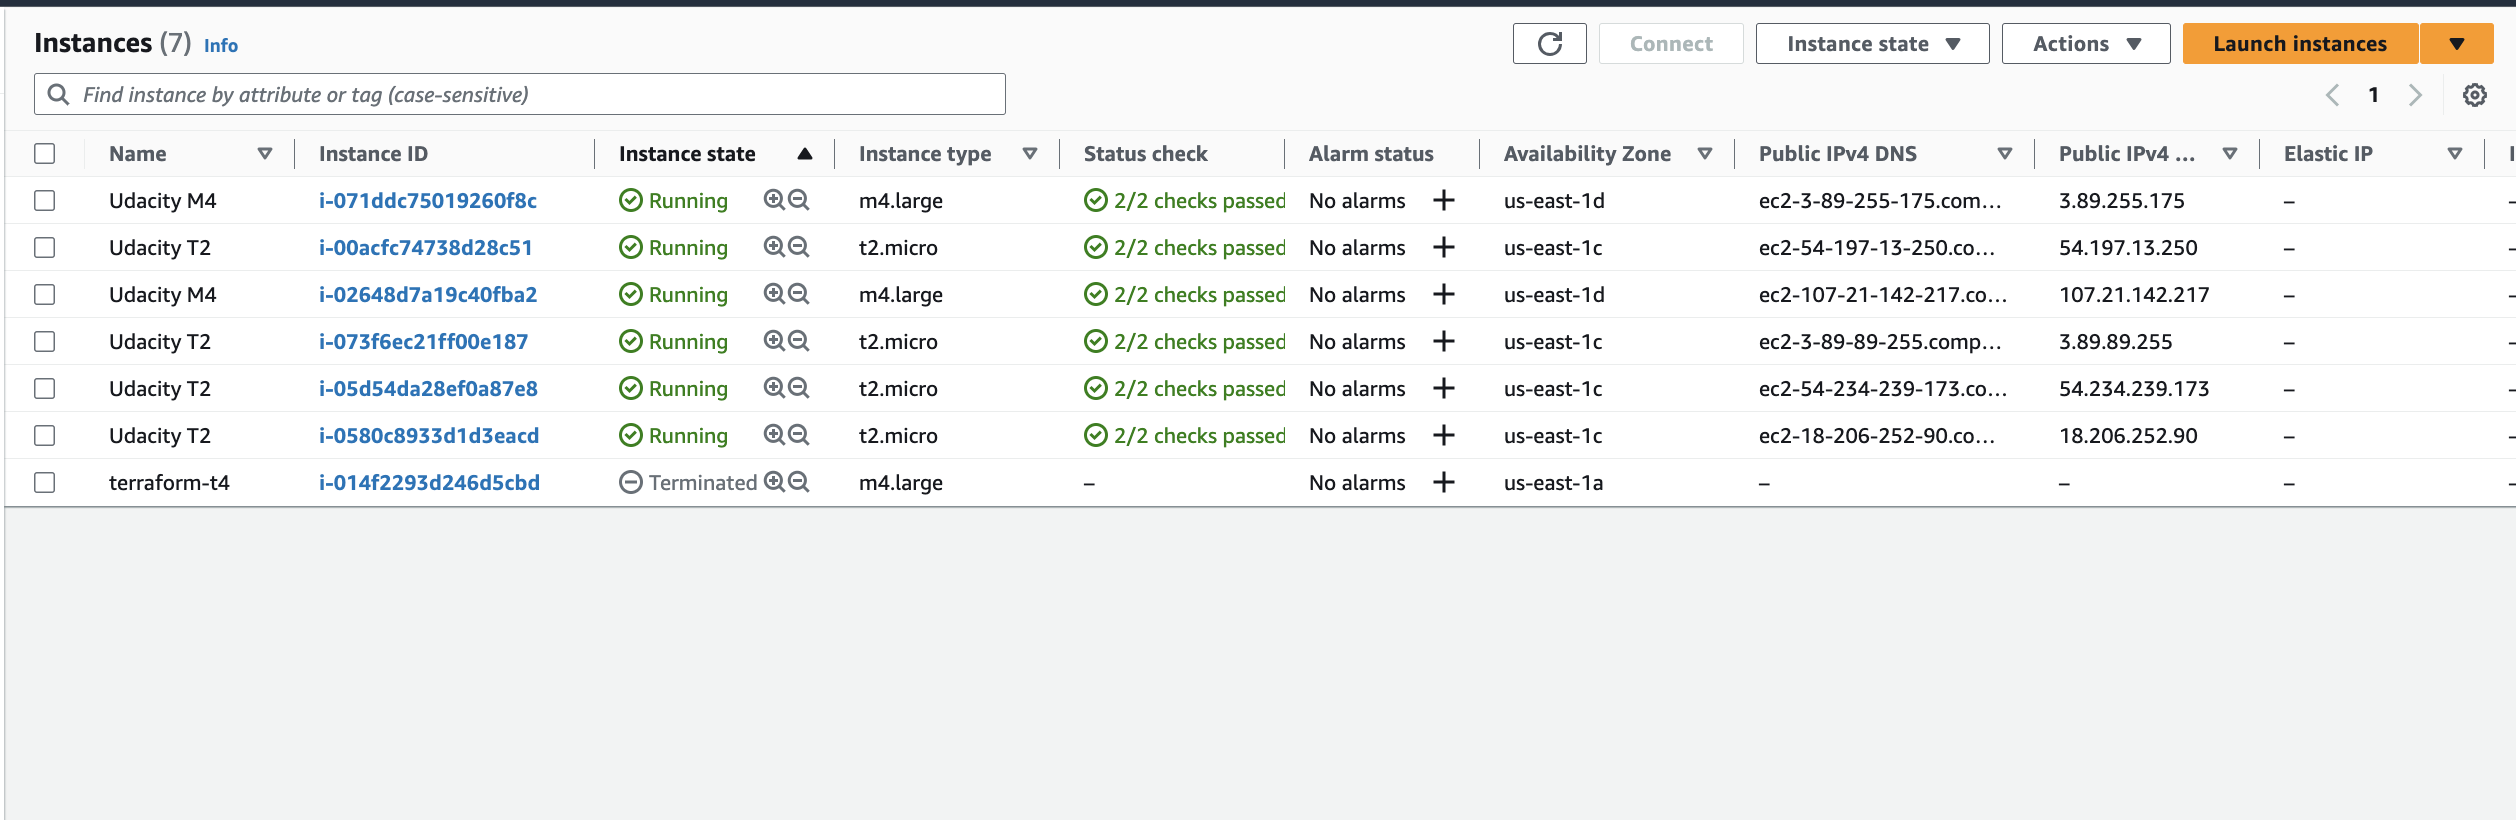 Instances (7) Info
Connect Instance state Actions Launch instances
Find instance by attribute or tag (case-sensitive) 1
Name Instance ID Instance state Instance type Status check Alarm status Availability Zone Public IPv4 DNS Public IPv4 ... Elastic IP
Udacity M4 i-071ddc75019260f8c Running m4.large 2/2 checks passed No alarms + us-east-1d ec2-3-89-255-175.com... 3.89.255.175 –
Udacity T2 i-00acfc74738d28c51 Running t2.micro 2/2 checks passed No alarms + us-east-1c ec2-54-197-13-250.co... 54.197.13.250 –
Udacity M4 i-02648d7a19c40fba2 Running m4.large 2/2 checks passed No alarms + us-east-1d ec2-107-21-142-217.co... 107.21.142.217 –
Udacity T2 i-073f6ec21ff00e187 Running t2.micro 2/2 checks passed No alarms + us-east-1c ec2-3-89-89-255.comp... 3.89.89.255 –
Udacity T2 i-05d54da28ef0a87e8 Running t2.micro 2/2 checks passed No alarms + us-east-1c ec2-54-234-239-173.co... 54.234.239.173 –
Udacity T2 i-0580c8933d1d3eacd Running t2.micro 2/2 checks passed No alarms + us-east-1c ec2-18-206-252-90.co... 18.206.252.90 –
terraform-t4 i-014f2293d246d5cbd Terminated m4.large – No alarms + us-east-1a – – –